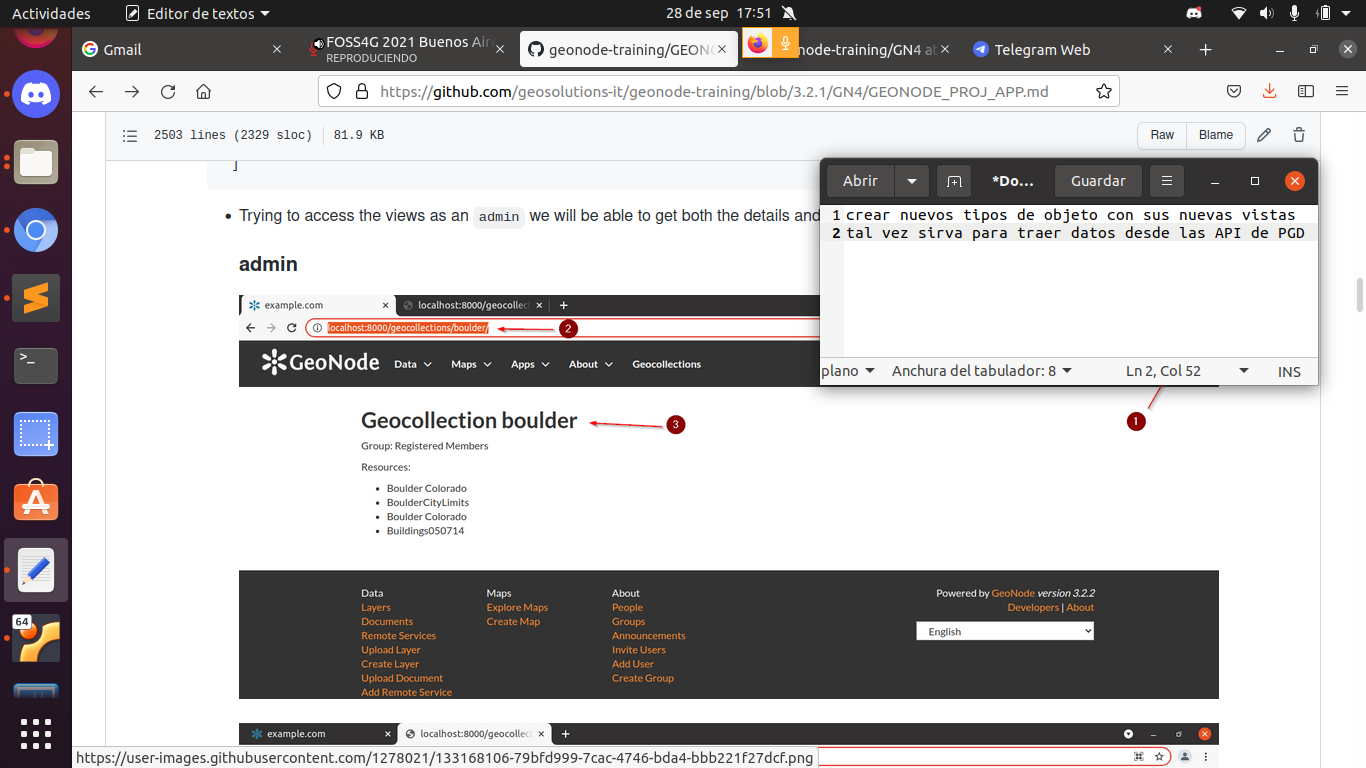 Actividades
Editor de textos
28 de sep 17:51
Gmail
FOSS4G 2021 Buenos Air
REPRODUCIENDO
geonode-training/GEONO
node-training/GN4 at
Telegram Web
https://github.com/geosolutions-it/geonode-training/blob/3.2.1/GN4/GEONODE_PROJ_APP.md
2503 lines (2329 sloc)
81.9 KB
Raw
Blame
]
Trying to access the views as an admin we will be able to get both the details and
admin
Abrir
*Do...
Guardar
1 crear nuevos tipos de objeto con sus nuevas vistas
2 tal vez sirva para traer datos desde las API de PGD
plano
Anchura del tabulador: 8
Ln 2, Col 52
INS
example.com
localhost:8000/geocollect
localhost:8000/geocollections/boulder/
2
GeoNode
Data
Maps
Apps
About
Geocollections
1
Geocollection boulder
3
Group: Registered Members
Resources:
Boulder Colorado
BoulderCityLimits
Boulder Colorado
Buildings050714
Data
Layers
Documents
Remote Services
Upload Layer
Create Layer
Upload Document
Add Remote Service
Maps
Explore Maps
Create Map
About
People
Groups
Announcements
Invite Users
Add User
Create Group
Powered by GeoNode version 3.2.2
Developers | About
English
64
example.com
localhost:8000/geocollect
https://user-images.githubusercontent.com/1278021/133168106-79bfd999-7cac-4746-bda4-bbb221f27dcf.png